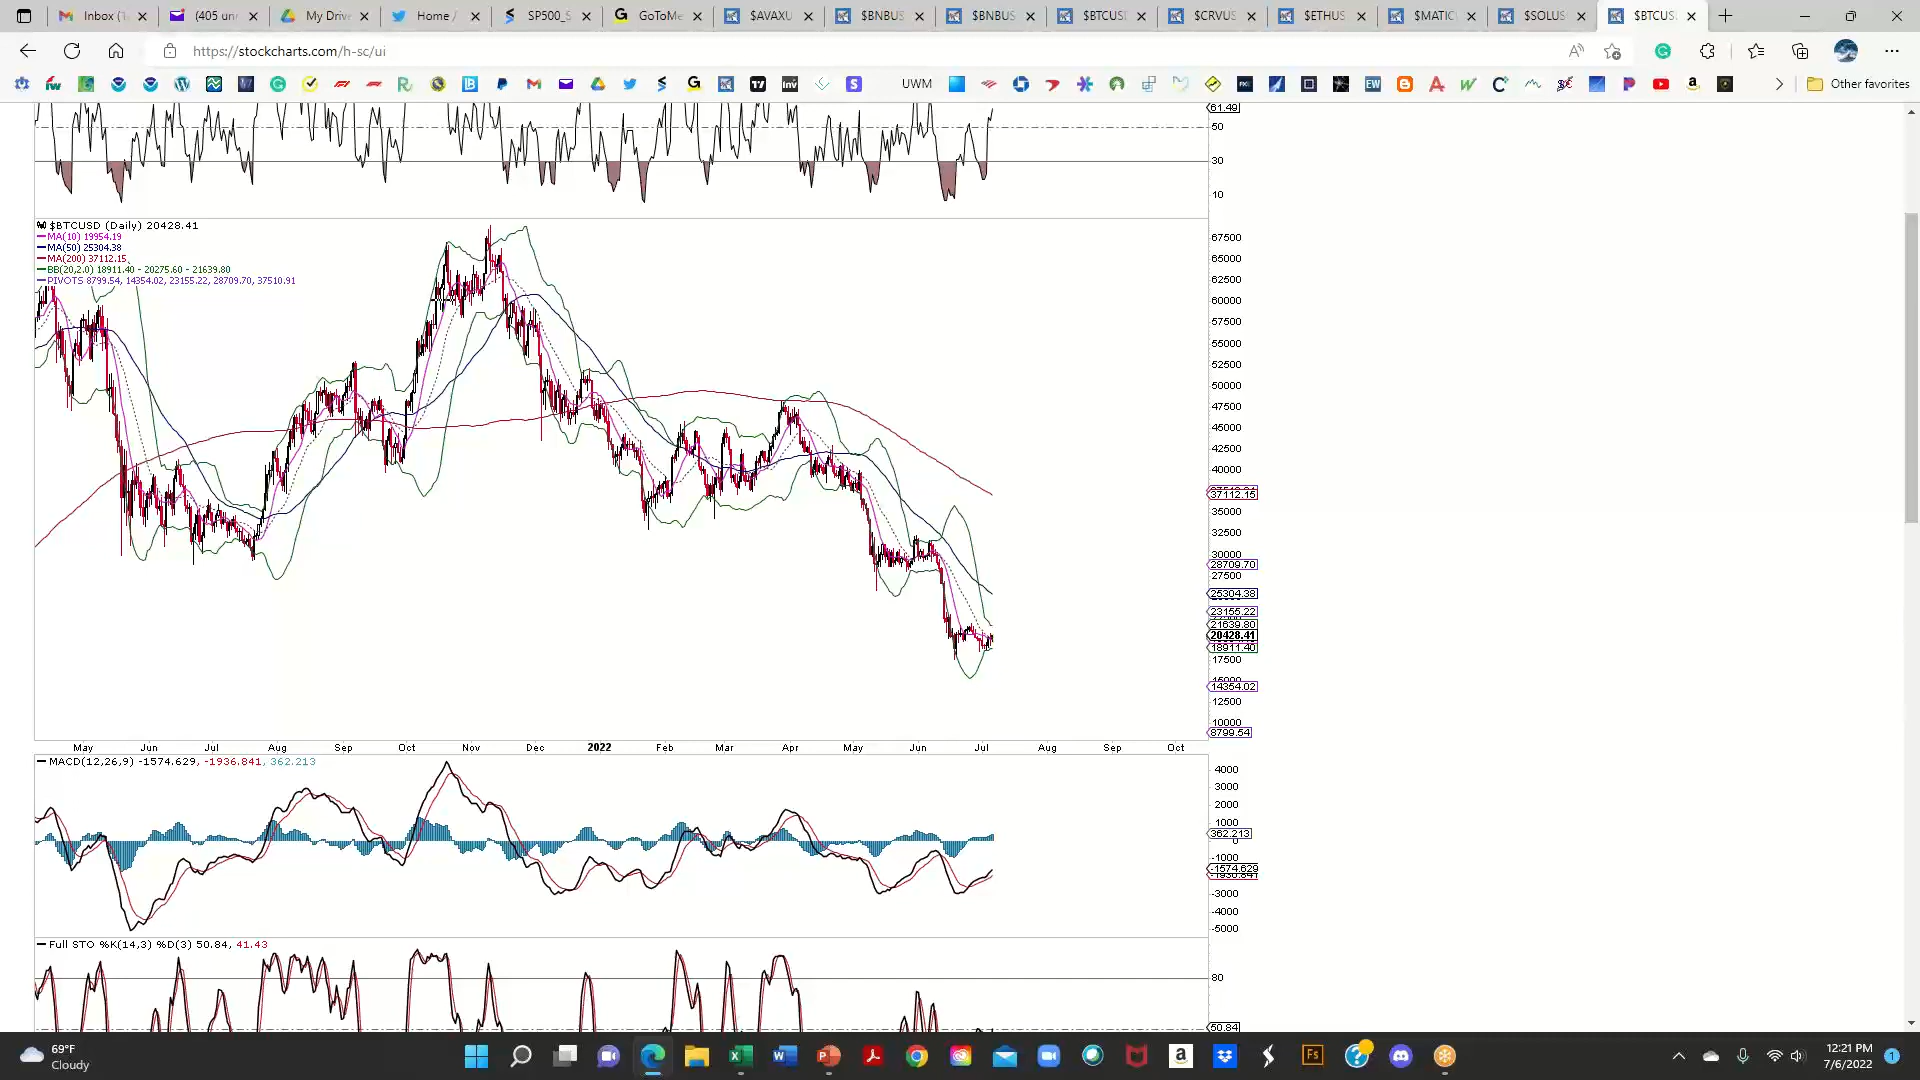 Inbox (1
(405 un
My Drive
Home /
SP500_S
GoToMe
$AVAXU
$BNBUS
$BNBUS
$BTCUS
$CRVUS
$ETHUS
$MATIC
$SOLUS
$BTCUS
https://stockcharts.com/h-sc/ui
UWM
Other favorites
61.49
50
30
10
$BTCUSD (Daily) 20428.41
MA(10) 19954.19
MA(50) 25304.38
MA(200) 37112.15
BB(20,2.0) 18911.40 - 20275.60 - 21639.80
PIVOTS 8799.54, 14354.02, 23155.22, 28709.70, 37510.91
67500
65000
62500
60000
57500
55000
52500
50000
47500
45000
42500
40000
37112.15
35000
32500
30000
28709.70
27500
25304.38
23155.22
21639.80
20428.41
18911.40
17500
15000
14354.02
12500
10000
8799.54
May Jun Jul Aug Sep Oct Nov Dec 2022 Feb Mar Apr May Jun Jul Aug Sep Oct
MACD(12,26,9) -1574.629, -1936.841, 362.213
4000
3000
2000
1000
362.213
0
-1000
-1574.629
-3000
-4000
-5000
Full STO %K(14,3) %D(3) 50.84, 41.43
80
50.84
69°F
Cloudy
12:21 PM
7/6/2022